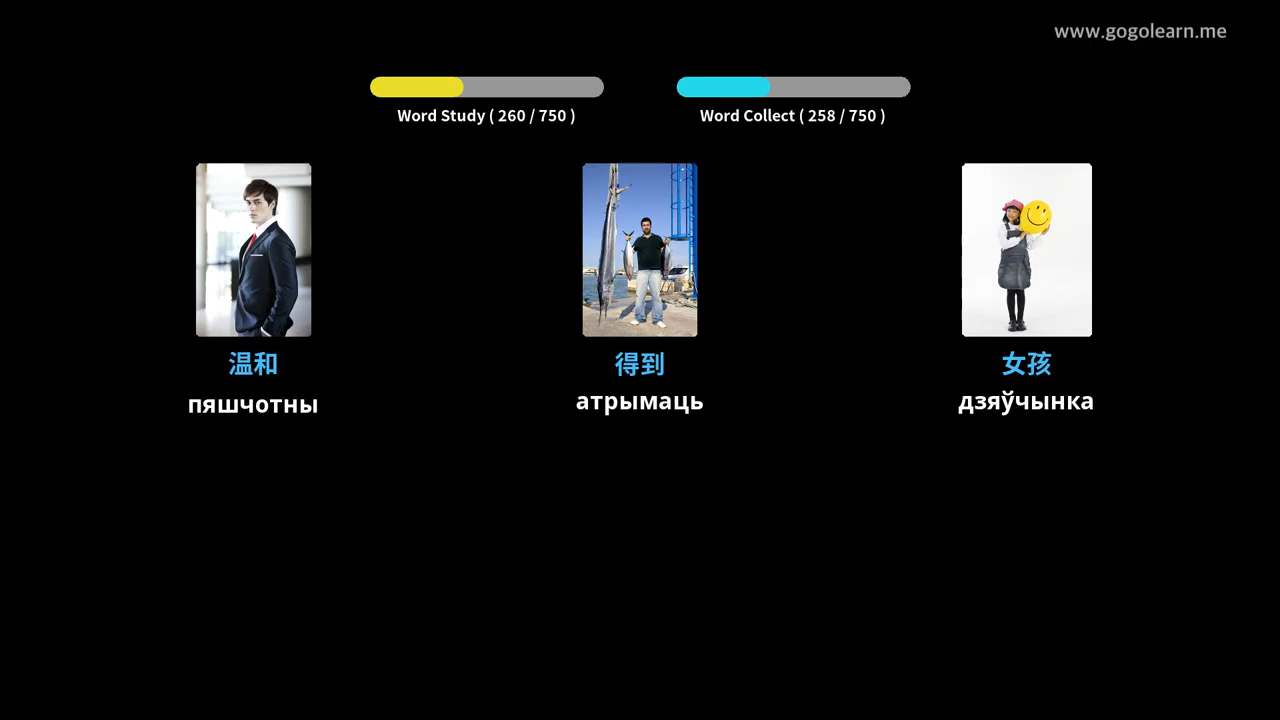 www.gogolearn.me
Word Study ( 260 / 750 )
Word Collect ( 258 / 750 )
温和
得到
女孩
пяшчотны
атрымаць
дзяўчынка